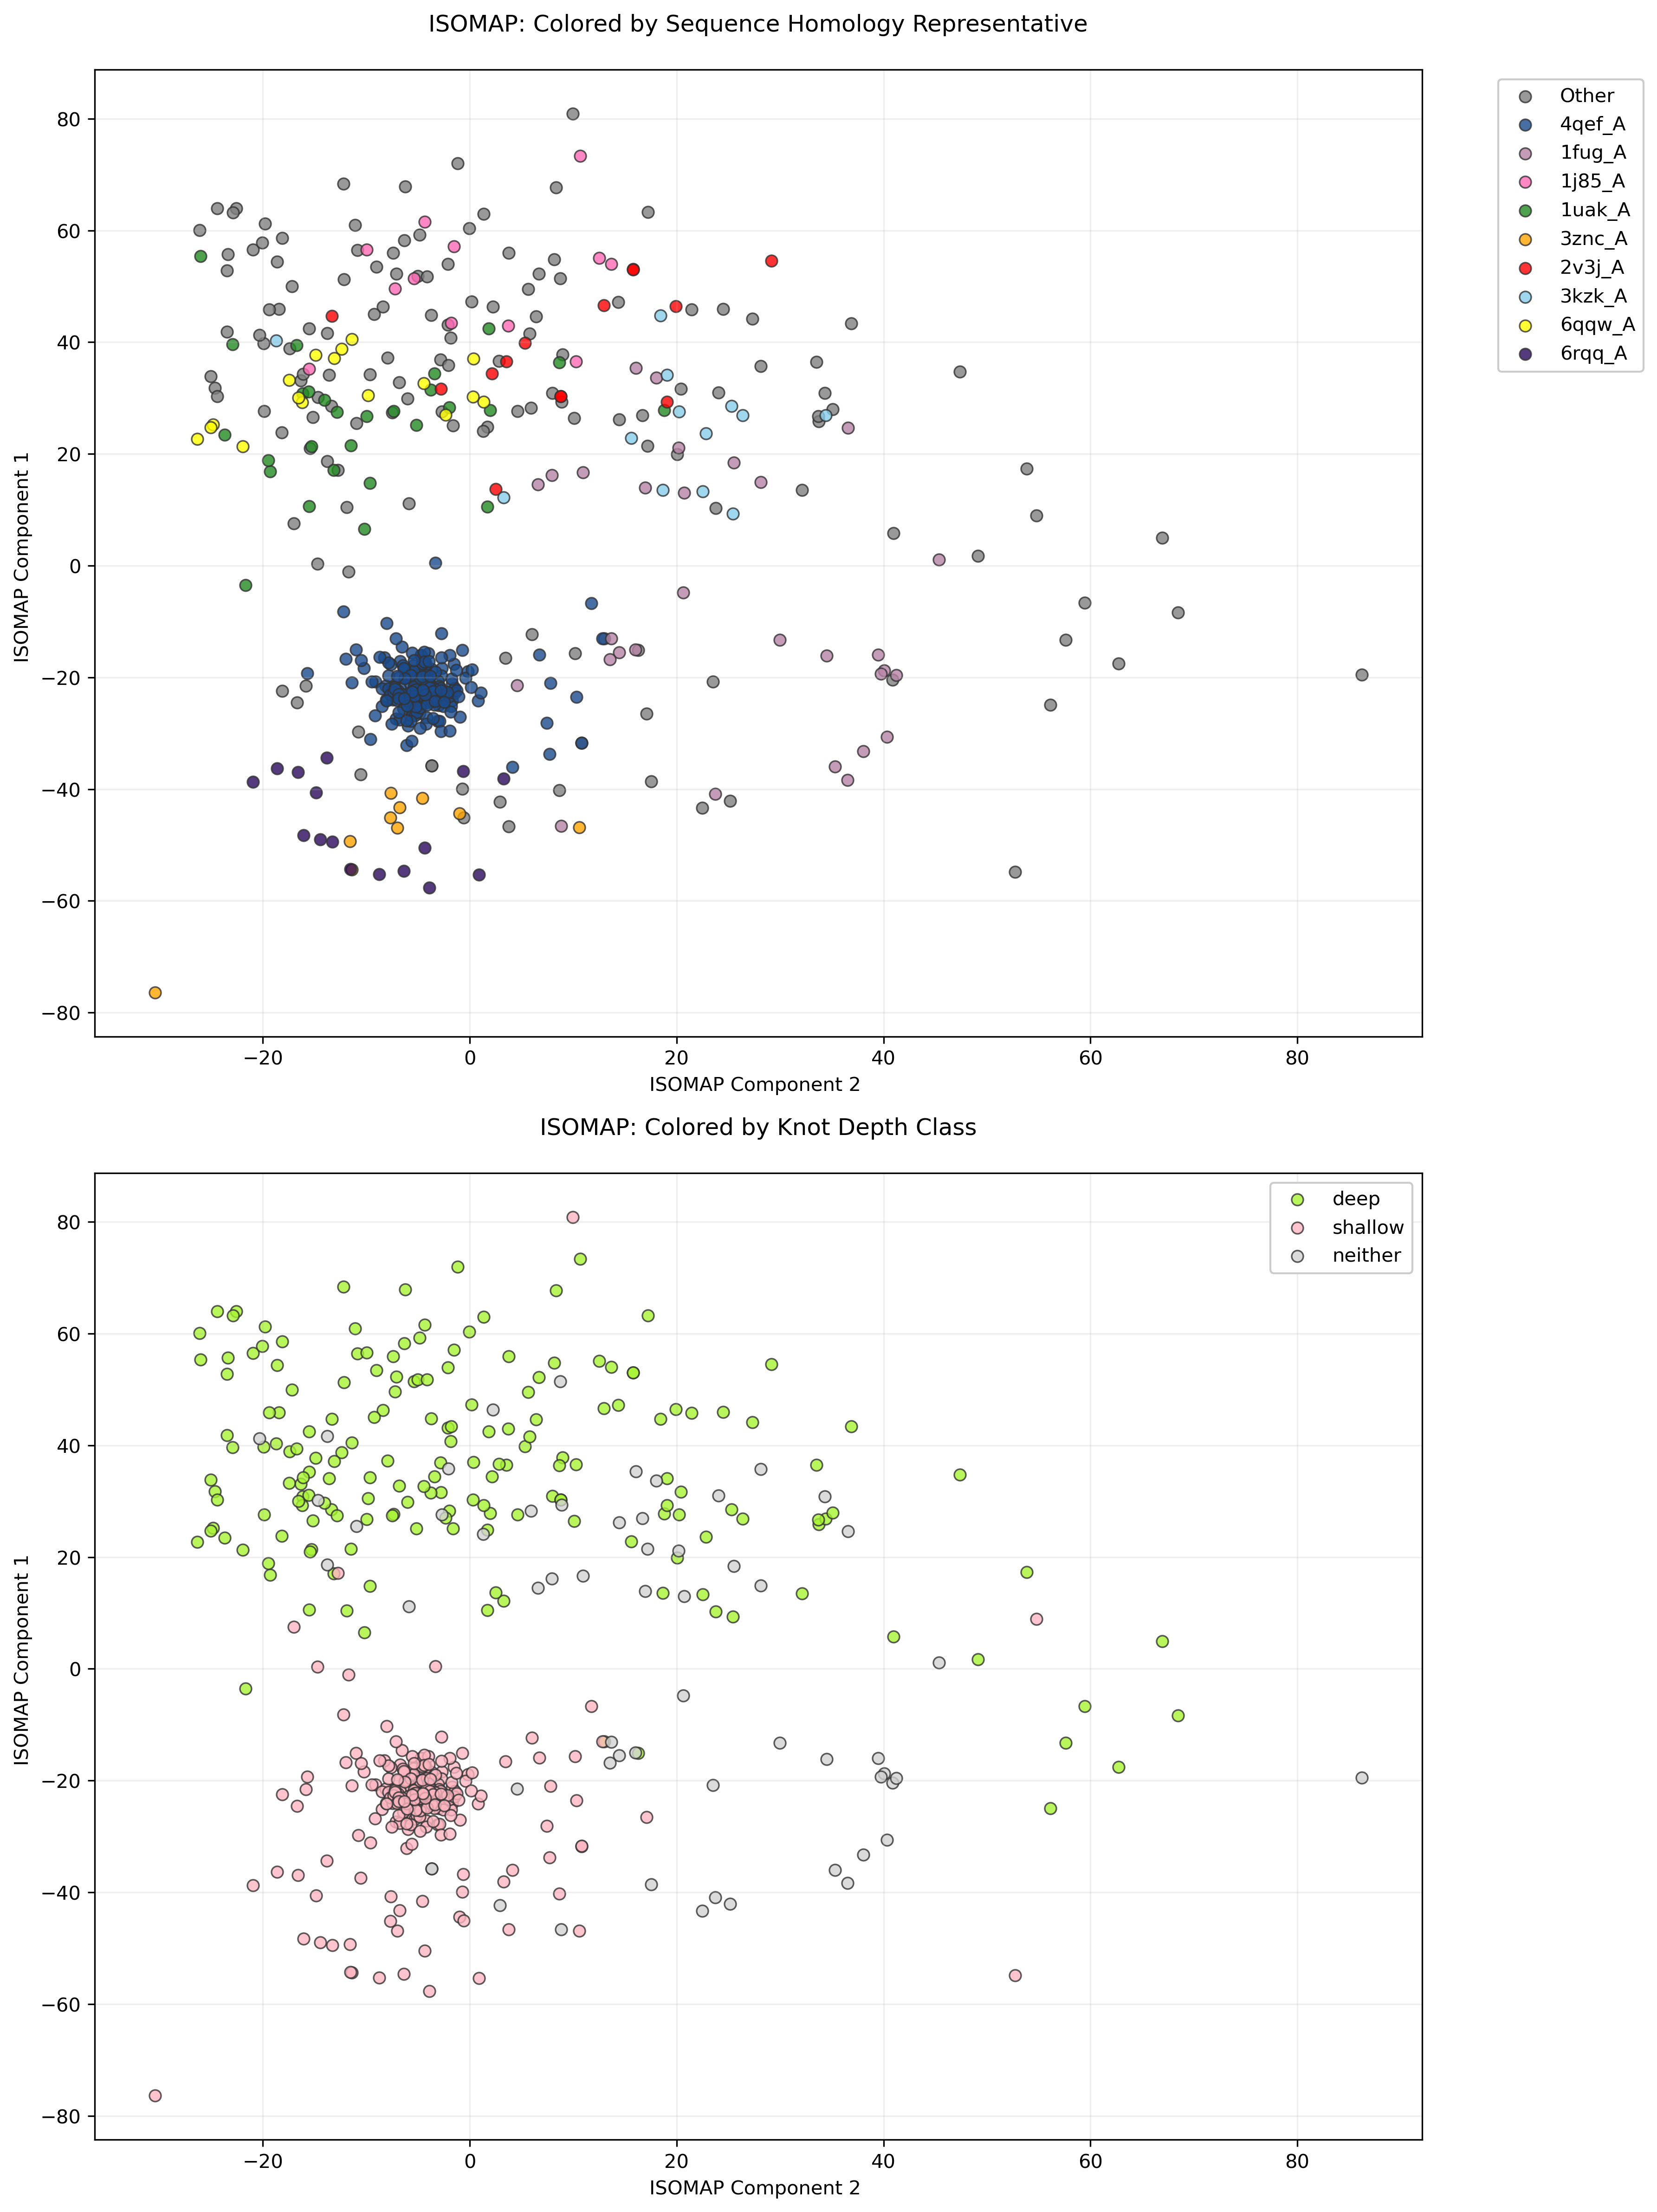 ISOMAP: Colored by Sequence Homology Representative
Other
4qef_A
1fug_A
1j85_A
1uak_A
3znc_A
2v3j_A
3kzk_A
6qqw_A
6rqq_A
80
60
40
20
0
−20
−40
−60
−80
ISOMAP Component 1
−20 0 20 40 60 80
ISOMAP Component 2
ISOMAP: Colored by Knot Depth Class
deep
shallow
neither
80
60
40
20
0
−20
−40
−60
−80
ISOMAP Component 1
−20 0 20 40 60 80
ISOMAP Component 2